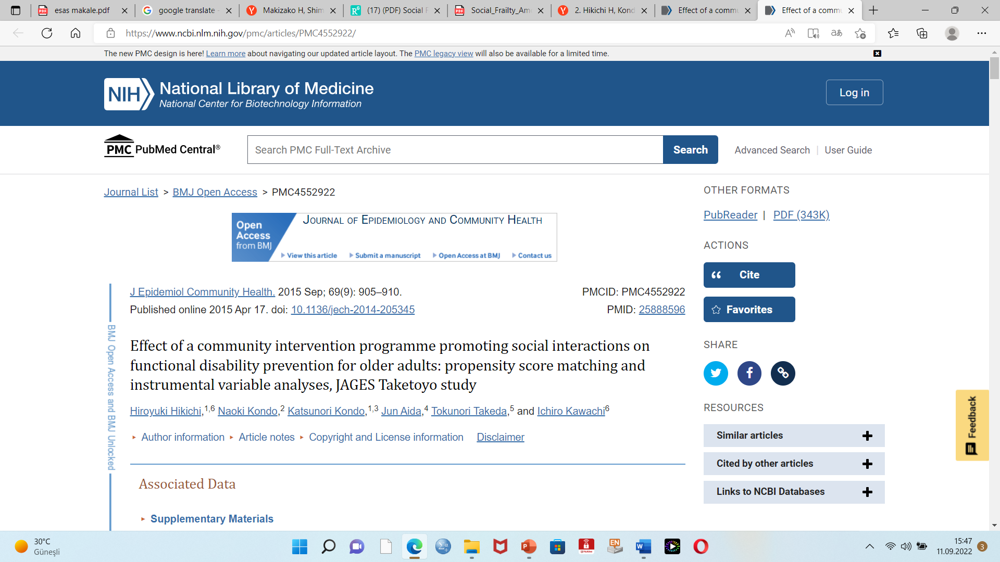 esas makale.pdf
google translate -
Makizako H, Shim
(17) (PDF) Social F
Social_Frailty_Am
2. Hikichi H, Kond
Effect of a commu
Effect of a commu
https://www.ncbi.nlm.nih.gov/pmc/articles/PMC4552922/
The new PMC design is here! Learn more about navigating our updated article layout. The PMC legacy view will also be available for a limited time.
NIH
National Library of Medicine
National Center for Biotechnology Information
Log in
PMC PubMed Central®
Search PMC Full-Text Archive
Search
Advanced Search | User Guide
Journal List > BMJ Open Access > PMC4552922
Open
Access
from BMJ
JOURNAL OF EPIDEMIOLOGY AND COMMUNITY HEALTH
View this article
Submit a manuscript
Open Access at BMJ
Contact us
BMJ Open Access and BMJ Unlocked
J Epidemiol Community Health. 2015 Sep; 69(9): 905–910.
PMCID: PMC4552922
Published online 2015 Apr 17. doi: 10.1136/jech-2014-205345
PMID: 25888596
Effect of a community intervention programme promoting social interactions on
functional disability prevention for older adults: propensity score matching and
instrumental variable analyses, JAGES Taketoyo study
Hiroyuki Hikichi,1,6 Naoki Kondo,2 Katsunori Kondo,1,3 Jun Aida,4 Tokunori Takeda,5 and Ichiro Kawachi6
Author information
Article notes
Copyright and License information
Disclaimer
Associated Data
Supplementary Materials
OTHER FORMATS
PubReader | PDF (343K)
ACTIONS
Cite
Favorites
SHARE
RESOURCES
Similar articles
Cited by other articles
Links to NCBI Databases
Feedback
30°C
Güneşli
EN
15:47
11.09.2022
3